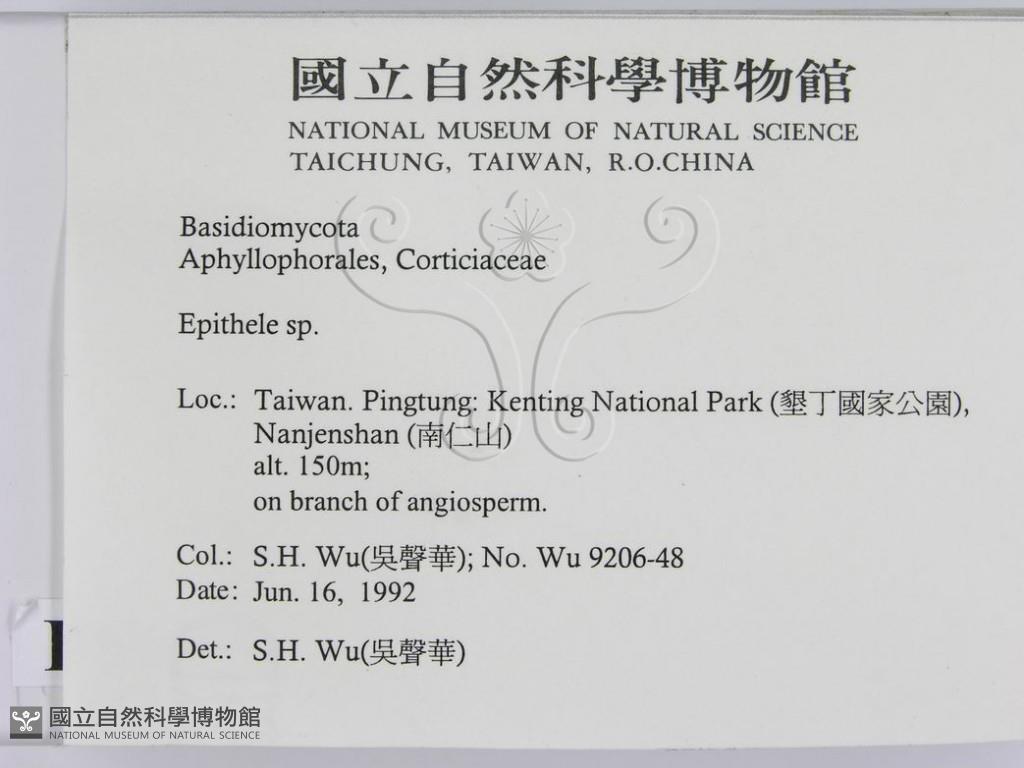 國立自然科學博物館
NATIONAL MUSEUM OF NATURAL SCIENCE
TAICHUNG, TAIWAN, R.O.CHINA
Basidiomycota
Aphyllophorales, Corticiaceae
Epithele sp.
Loc.: Taiwan. Pingtung: Kenting National Park (墾丁國家公園),
Nanjenshan (南仁山)
alt. 150m;
on branch of angiosperm.
Col.: S.H. Wu(吳聲華); No. Wu 9206-48
Date: Jun. 16, 1992
Det.: S.H. Wu(吳聲華)
國立自然科學博物館
NATIONAL MUSEUM OF NATURAL SCIENCE